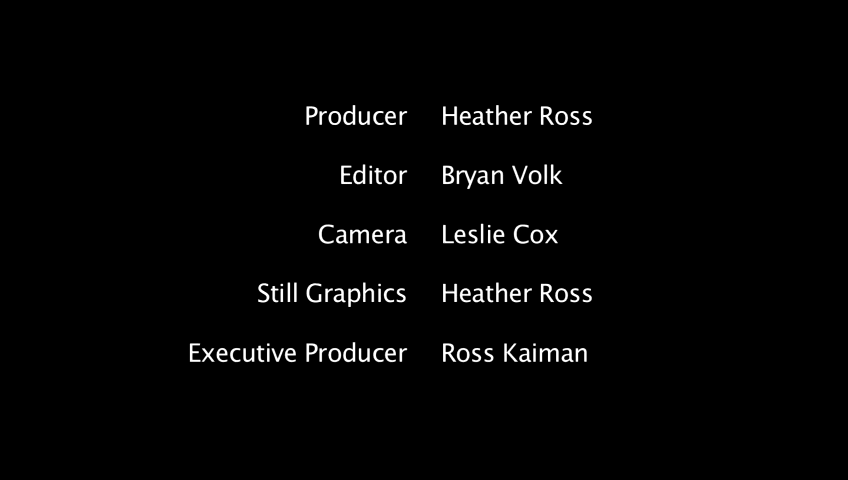 Producer Heather Ross
Editor Bryan Volk
Camera Leslie Cox
Still Graphics Heather Ross
Executive Producer Ross Kaiman